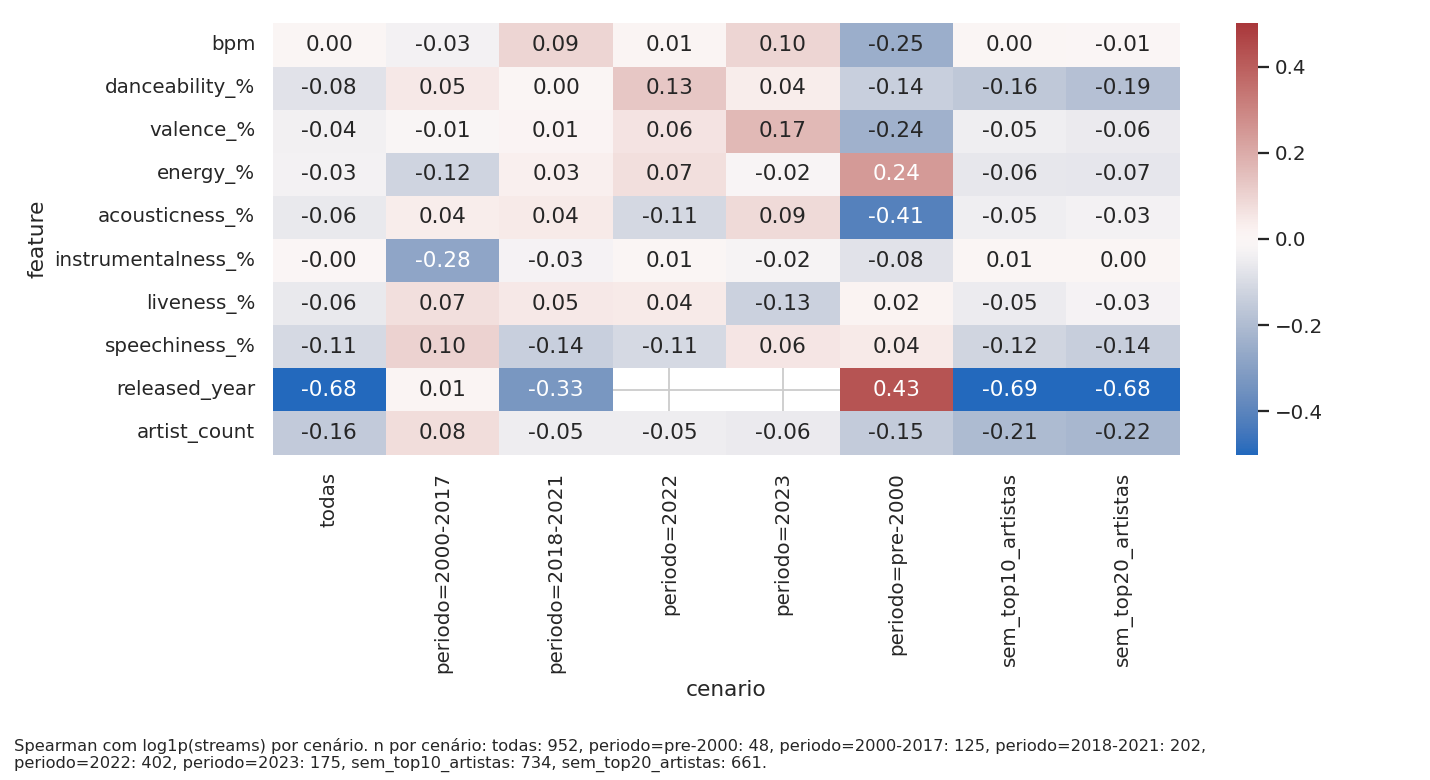 bpm 0.00 -0.03 0.09 0.01 0.10 -0.25 0.00 -0.01
danceability_% -0.08 0.05 0.00 0.13 0.04 -0.14 -0.16 -0.19
valence_% -0.04 -0.01 0.01 0.06 0.17 -0.24 -0.05 -0.06
energy_% -0.03 -0.12 0.03 0.07 -0.02 0.24 -0.06 -0.07
acousticness_% -0.06 0.04 0.04 -0.11 0.09 -0.41 -0.05 -0.03
instrumentalness_% -0.00 -0.28 -0.03 0.01 -0.02 -0.08 0.01 0.00
liveness_% -0.06 0.07 0.05 0.04 -0.13 0.02 -0.05 -0.03
speechiness_% -0.11 0.10 -0.14 -0.11 0.06 0.04 -0.12 -0.14
released_year -0.68 0.01 -0.33 0.43 -0.69 -0.68
artist_count -0.16 0.08 -0.05 -0.05 -0.06 -0.15 -0.21 -0.22
feature
todas
periodo=2000-2017
periodo=2018-2021
periodo=2022
periodo=2023
periodo=pre-2000
sem_top10_artistas
sem_top20_artistas
cenario
0.4
0.2
0.0
−0.2
−0.4
Spearman com log1p(streams) por cenário. n por cenário: todas: 952, periodo=pre-2000: 48, periodo=2000-2017: 125, periodo=2018-2021: 202,
periodo=2022: 402, periodo=2023: 175, sem_top10_artistas: 734, sem_top20_artistas: 661.